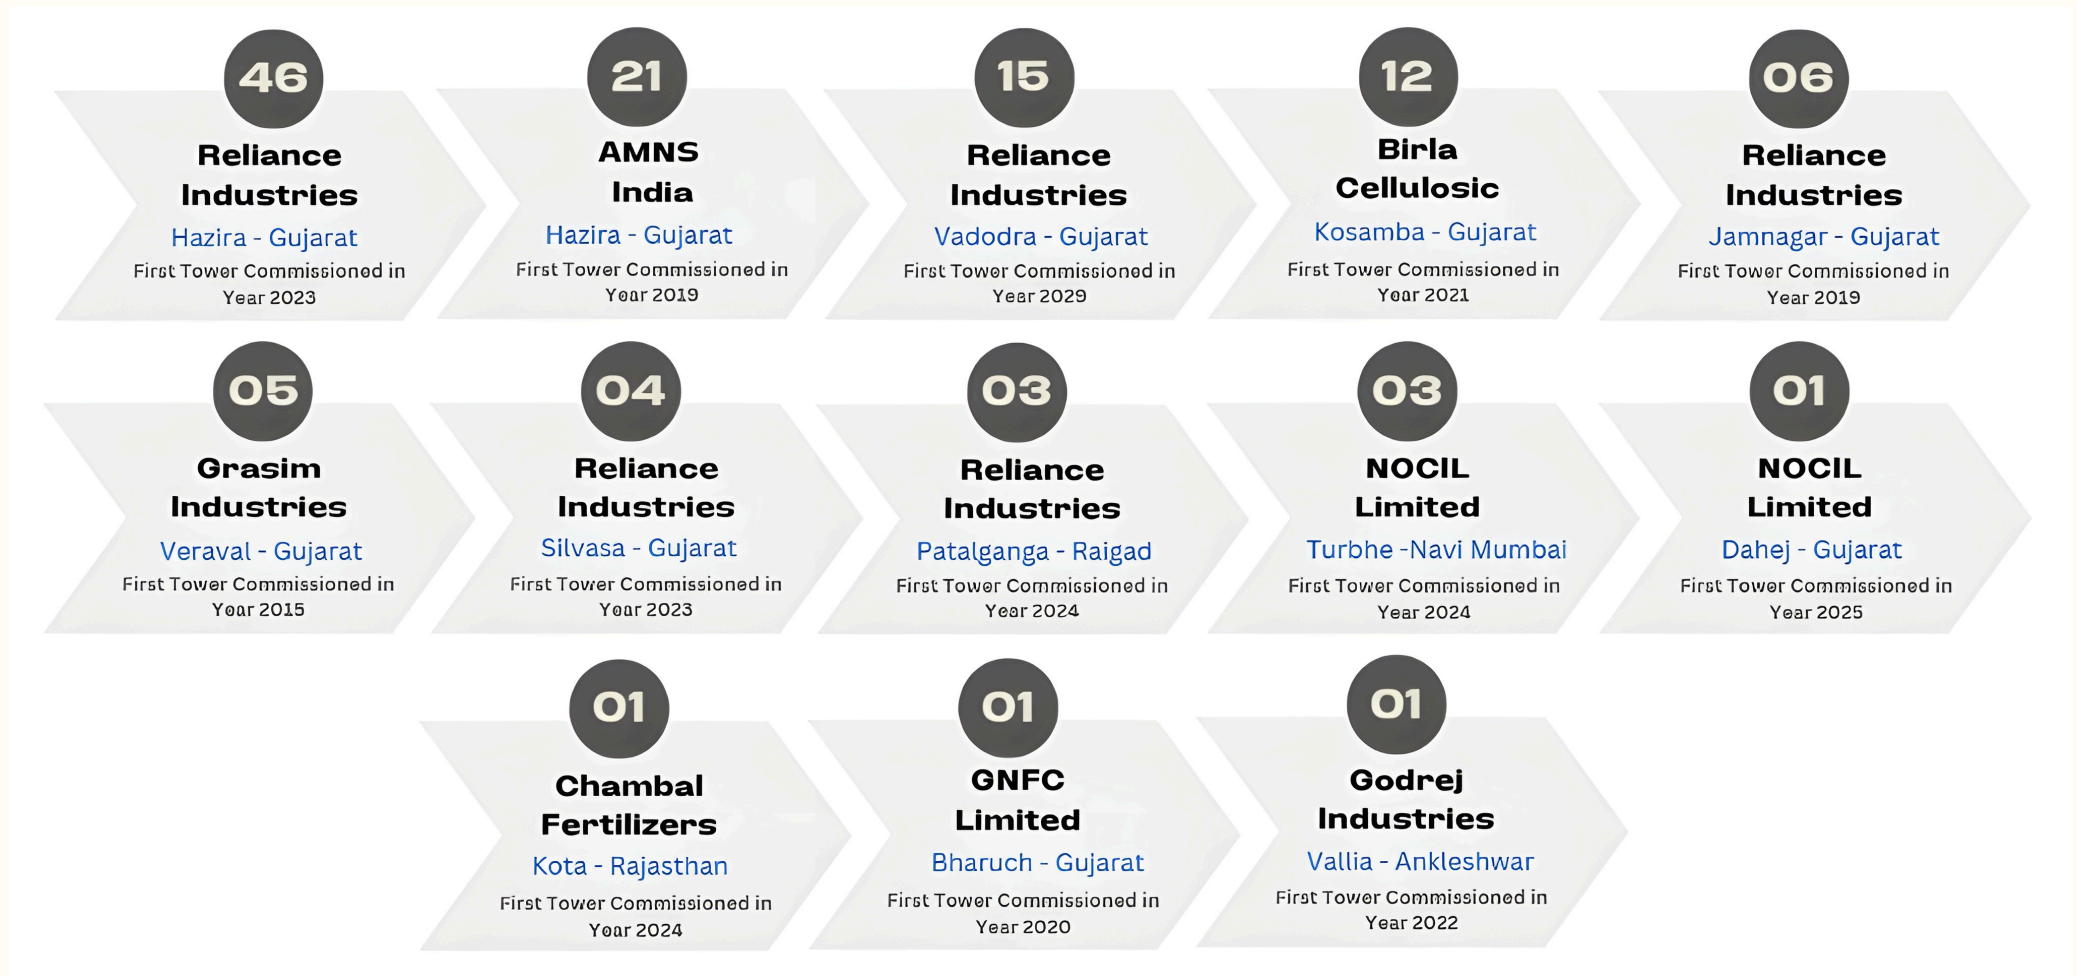 46
Reliance
Industries
Hazira - Gujarat
First Tower Commissioned in
Year 2023
21
AMNS
India
Hazira - Gujarat
First Tower Commissioned in
Year 2019
15
Reliance
Industries
Vadodra - Gujarat
First Tower Commissioned in
Year 2029
12
Birla
Cellulosic
Kosamba - Gujarat
First Tower Commissioned in
Year 2021
06
Reliance
Industries
Jamnagar - Gujarat
First Tower Commissioned in
Year 2019
05
Grasim
Industries
Veraval - Gujarat
First Tower Commissioned in
Year 2015
04
Reliance
Industries
Silvasa - Gujarat
First Tower Commissioned in
Year 2023
03
Reliance
Industries
Patalganga - Raigad
First Tower Commissioned in
Year 2024
03
NOCIL
Limited
Turbhe -Navi Mumbai
First Tower Commissioned in
Year 2024
01
NOCIL
Limited
Dahej - Gujarat
First Tower Commissioned in
Year 2025
01
Chambal
Fertilizers
Kota - Rajasthan
First Tower Commissioned in
Year 2024
01
GNFC
Limited
Bharuch - Gujarat
First Tower Commissioned in
Year 2020
01
Godrej
Industries
Vallia - Ankleshwar
First Tower Commissioned in
Year 2022